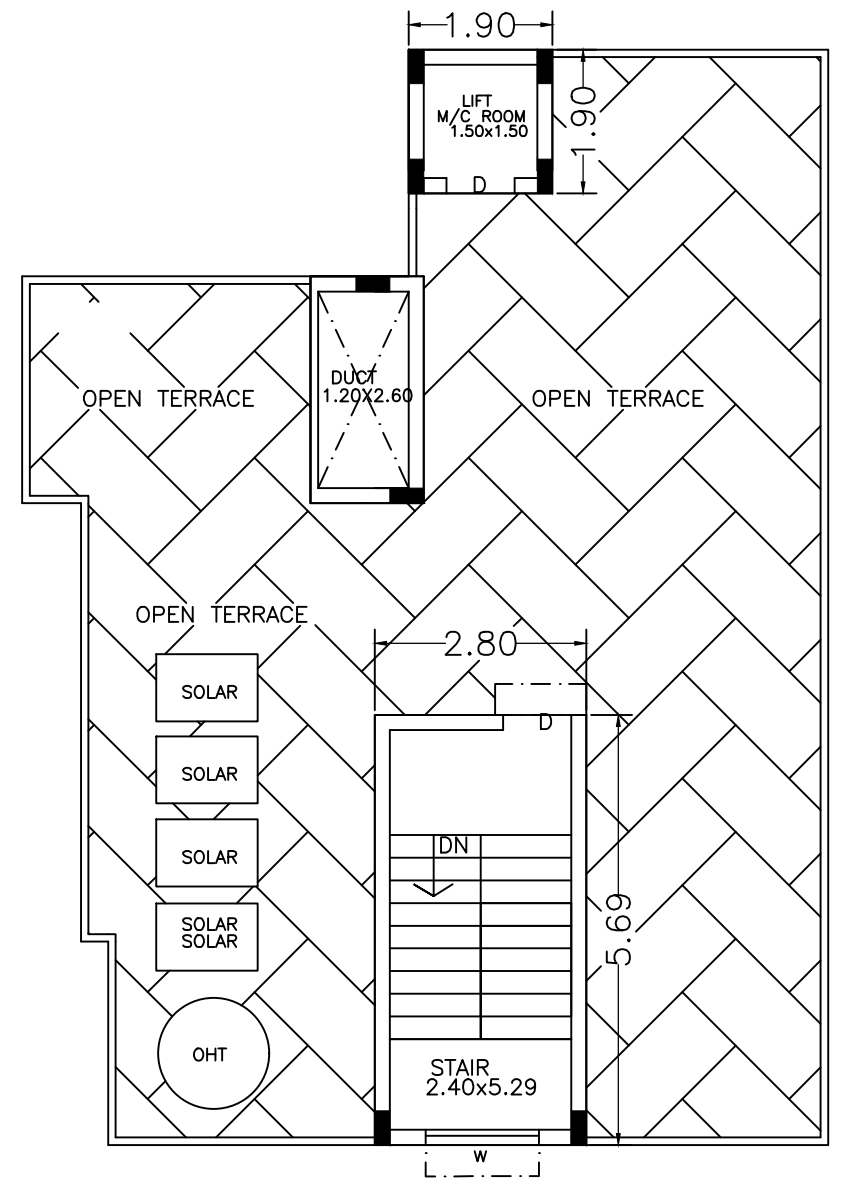 1.90
LIFT
M/C ROOM
1.50x1.50
1.90
D
DUCT
1.20X2.60
OPEN TERRACE
OPEN TERRACE
OPEN TERRACE
2.80
SOLAR
D
SOLAR
DN
SOLAR
5.69
SOLAR
SOLAR
OHT
STAIR
2.40x5.29
W